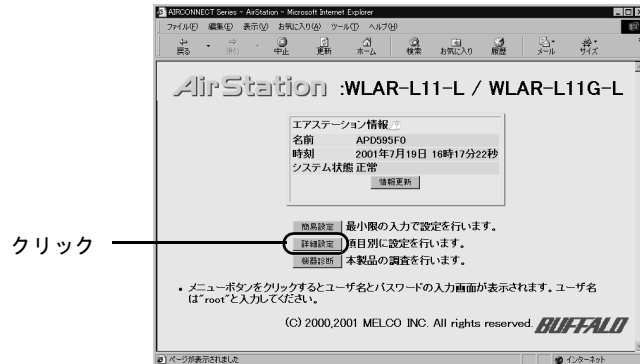 AIRCONNECT Series - AirStation - Microsoft Internet Explorer
ファイル(F) 編集(E) 表示(V) お気に入り(A) ツール(T) ヘルプ(H)
戻る 進む 中止 更新 ホーム 検索 お気に入り 履歴 メール サイズ
AirStation :WLAR-L11-L / WLAR-L11G-L
エアステーション情報 ?
名前 APD595F0
時刻 2001年7月19日 16時17分22秒
システム状態 正常
情報更新
簡易設定 最小限の入力で設定を行います。
クリック
詳細設定 項目別に設定を行います。
機器診断 本製品の調査を行います。
• メニューボタンをクリックするとユーザ名とパスワードの入力画面が表示されます。ユーザ名
は"root"と入力してください。
(C) 2000,2001 MELCO INC. All rights reserved. BUFFALO
ページが表示されました インターネット